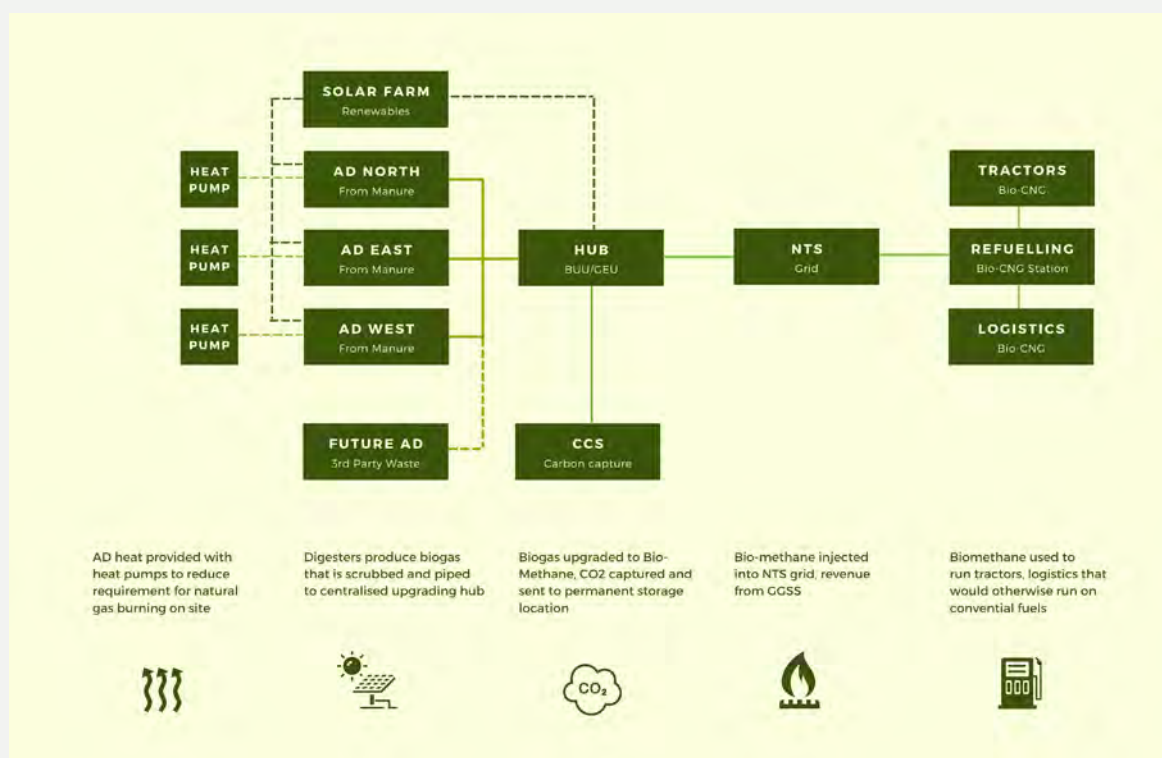 SOLAR FARM
Renewables
HEAT
PUMP
AD NORTH
From Manure
TRACTORS
Bio-CNG
HEAT
PUMP
AD EAST
From Manure
HUB
BUU/GEU
NTS
Grid
REFUELLING
Bio-CNG Station
HEAT
PUMP
AD WEST
From Manure
LOGISTICS
Bio-CNG
FUTURE AD
3rd Party Waste
CCS
Carbon capture
AD heat provided with
heat pumps to reduce
requirement for natural
gas burning on site
Digesters produce biogas
that is scrubbed and piped
to centralised upgrading hub
Biogas upgraded to Bio-
Methane, CO2 captured and
sent to permanent storage
location
Bio-methane injected
into NTS grid, revenue
from GGSS
Biomethane used to
run tractors, logistics that
would otherwise run on
convential fuels
CO₂